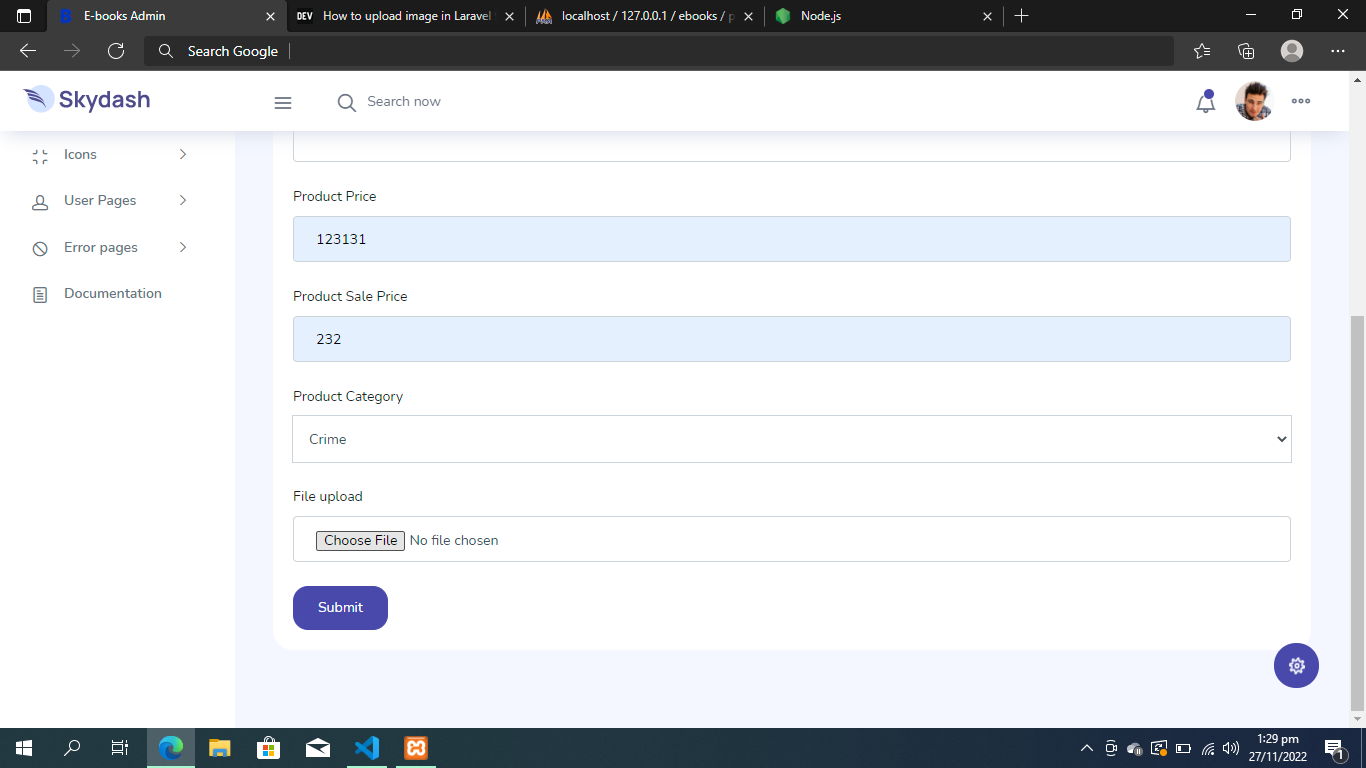 E-books Admin
DEV How to upload image in Laravel
localhost / 127.0.0.1 / ebooks / p
Node.js
Search Google
Skydash
Search now
Icons
User Pages
Error pages
Documentation
Product Price
123131
Product Sale Price
232
Product Category
Crime
File upload
Choose File No file chosen
Submit
1:29 pm
27/11/2022
1